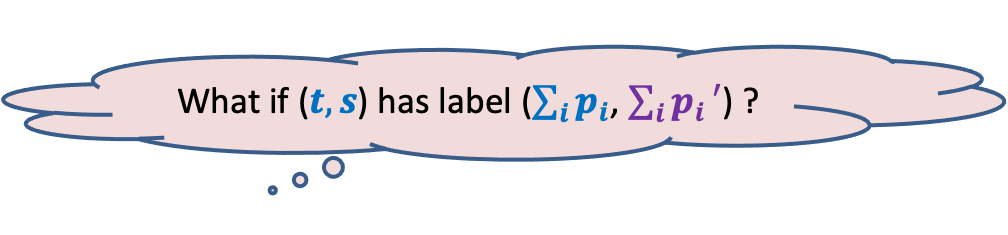 What if (t, s) has label (∑ᵢ pᵢ, ∑ᵢ pᵢ′) ?